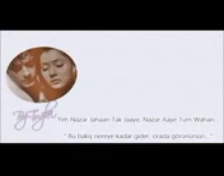 Yeh Nazar Jahaan Tak Jaaye, Nazar Aaye Tum Wahan.
" Bu bakış nereye kadar gider, orada görünürsün..."